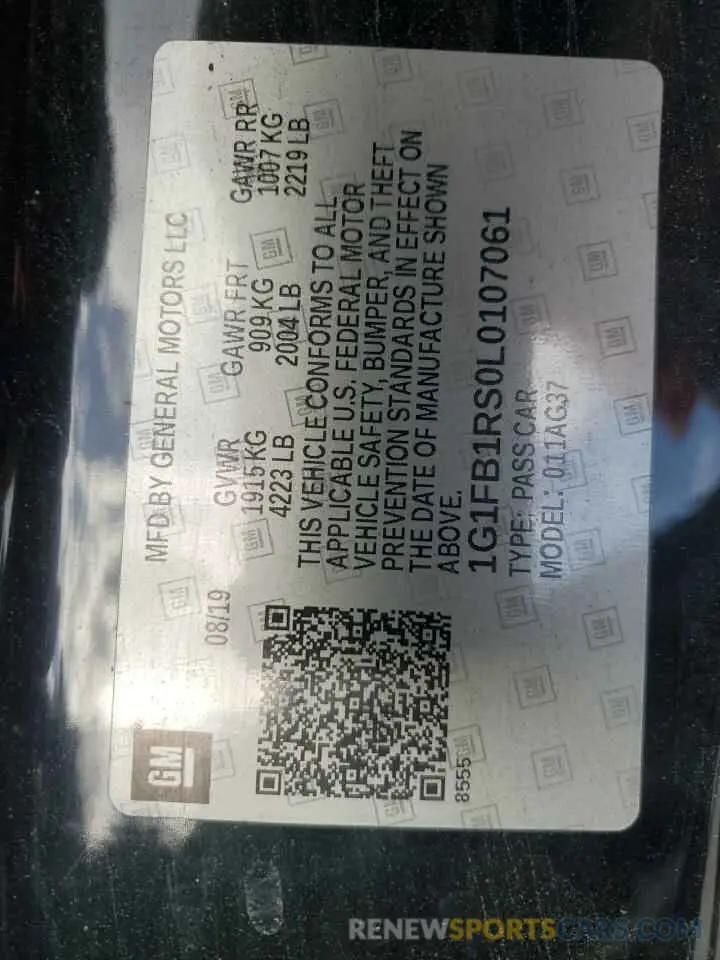 GM
MFD BY GENERAL MOTORS LLC
08/19
GVWR GAWR FRT GAWR RR
1915 KG 909 KG 1007 KG
4223 LB 2004 LB 2219 LB
THIS VEHICLE CONFORMS TO ALL
APPLICABLE U.S. FEDERAL MOTOR
VEHICLE SAFETY, BUMPER, AND THEFT
PREVENTION STANDARDS IN EFFECT ON
THE DATE OF MANUFACTURE SHOWN
ABOVE.
8555
1G1FB1RS0L0107061
TYPE: PASS CAR
MODEL: 011AG37
RENEWSPORTSCARS.COM